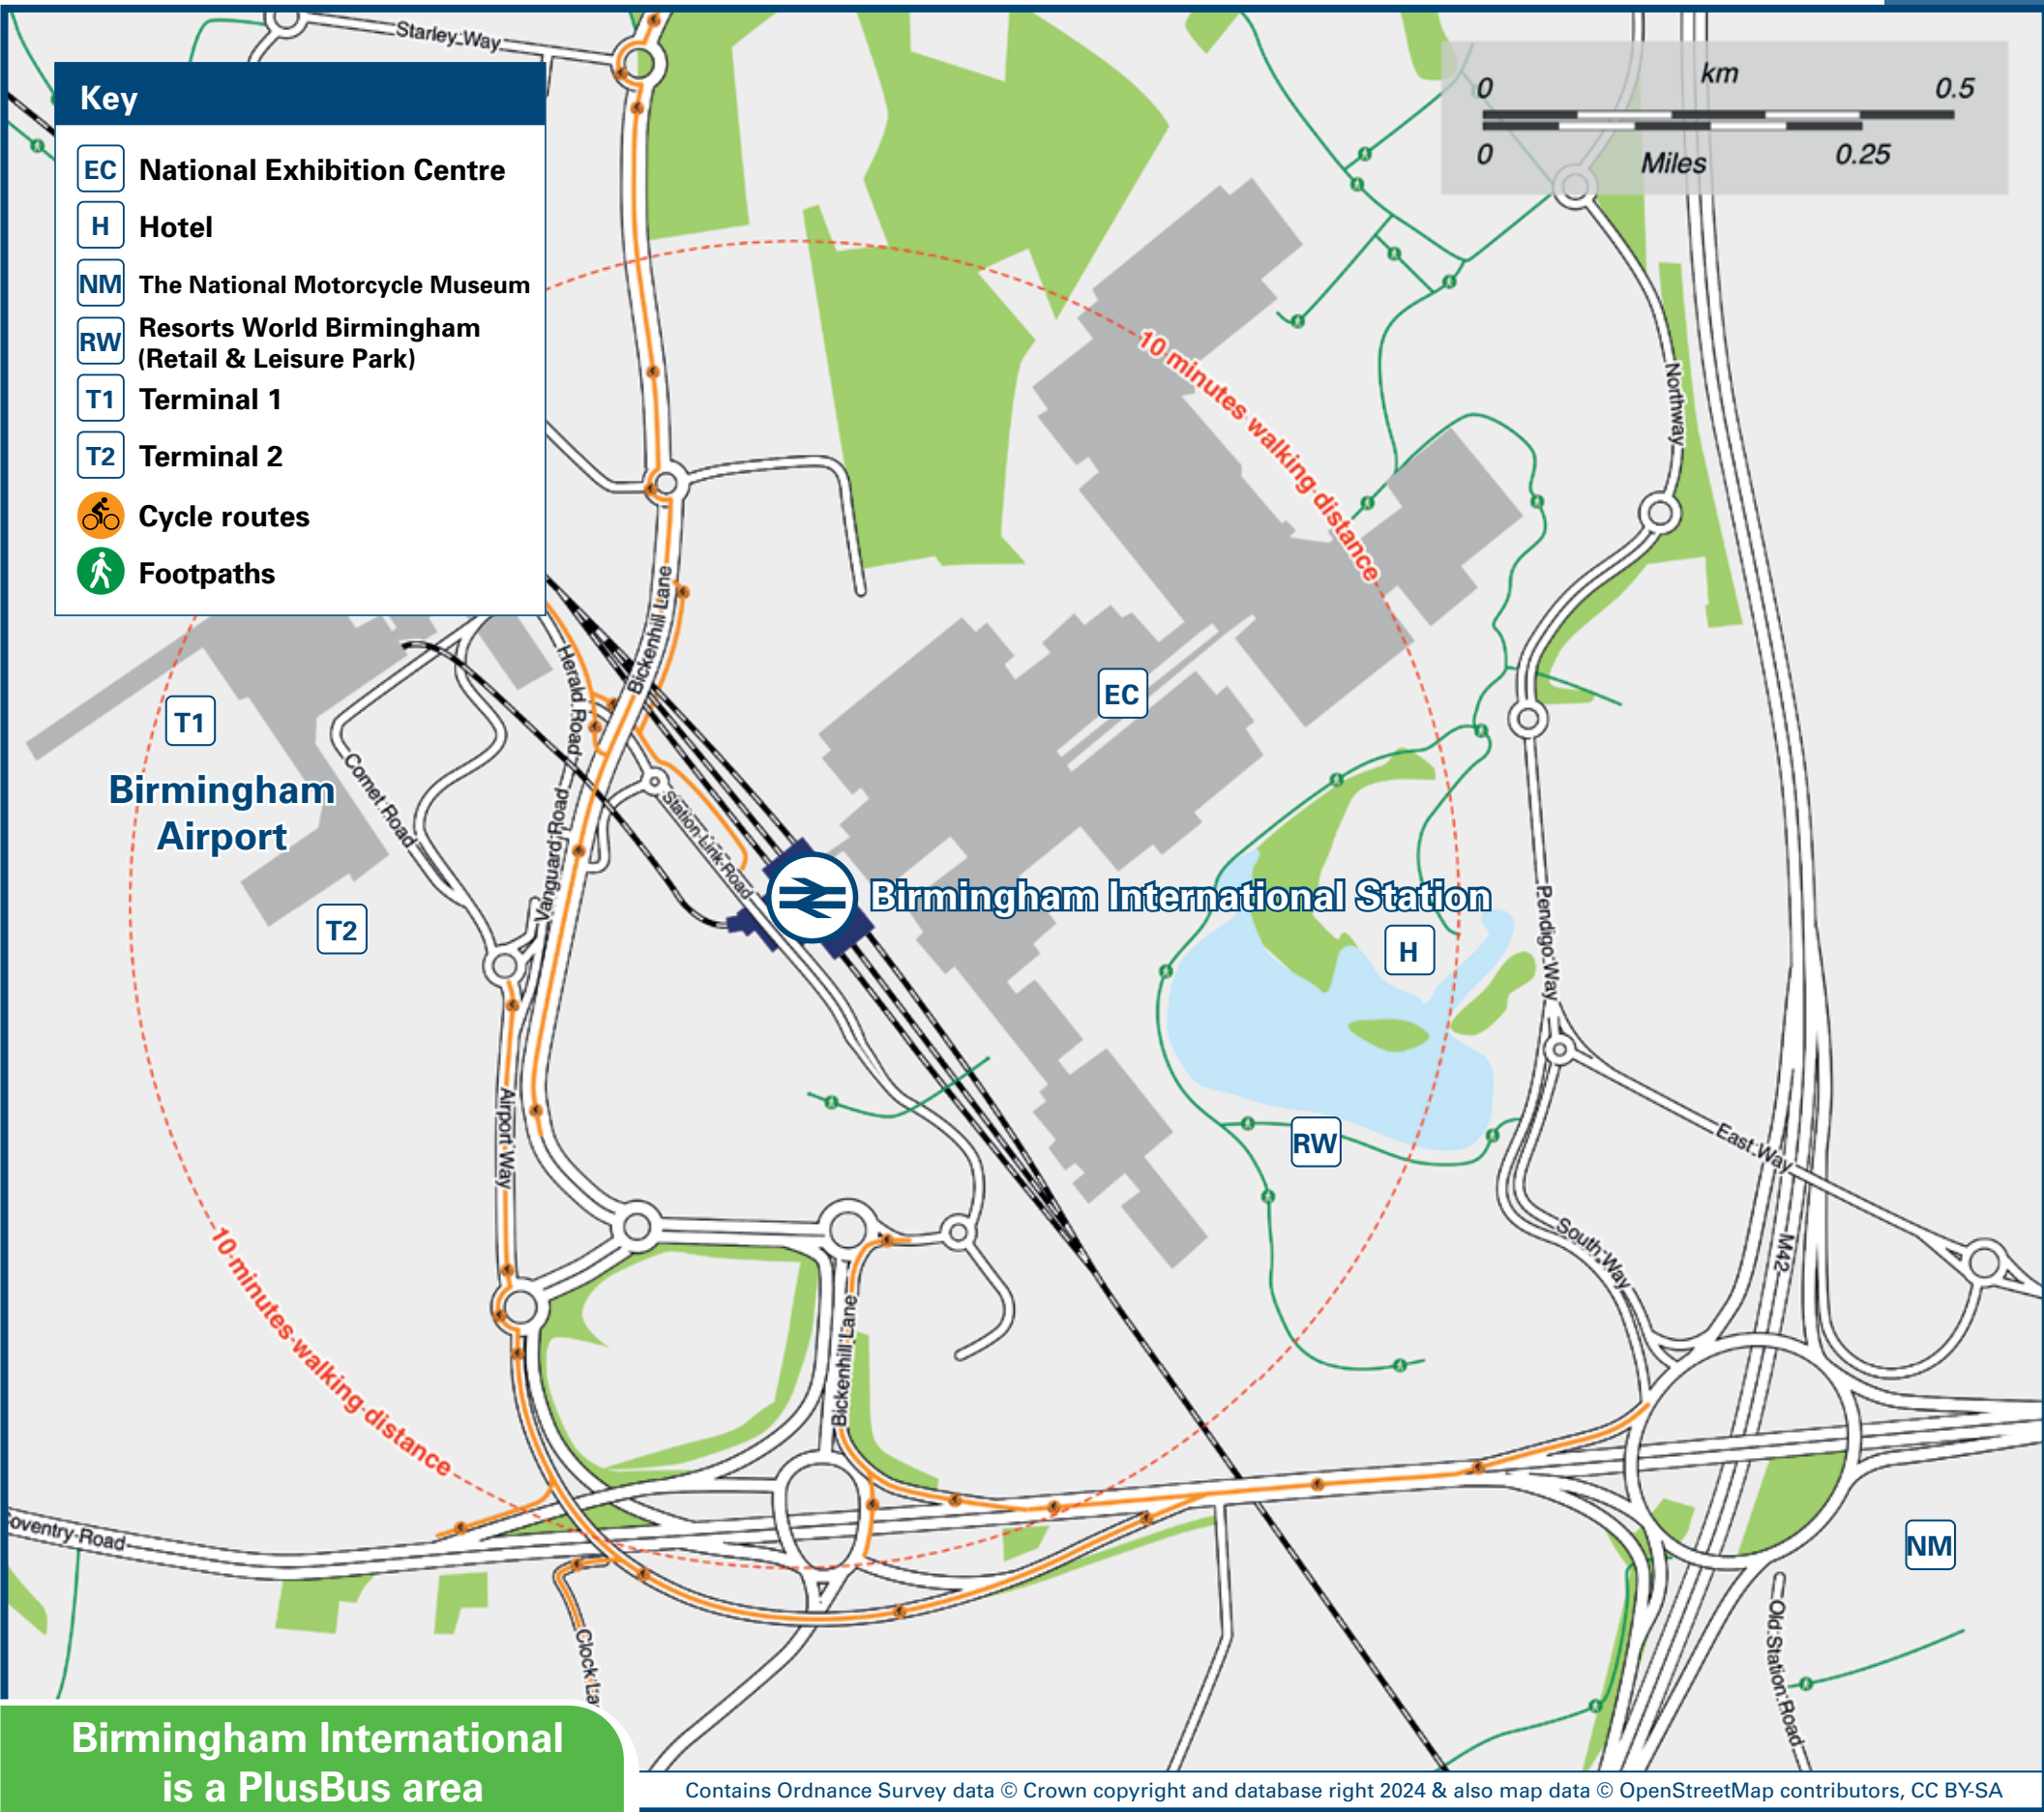 Starley Way
Key
EC National Exhibition Centre
H Hotel
NM The National Motorcycle Museum
RW Resorts World Birmingham
(Retail & Leisure Park)
T1 Terminal 1
T2 Terminal 2
Cycle routes
Footpaths
km
0 0.5
0 0.25
Miles
10 minutes walking distance
Northway
Bickenhill Lane
Herald Road
EC
T1
Birmingham
Airport
Comet Road
Vanguard Road
Station Link Road
Birmingham International Station
T2
H
Pendigo Way
Airport Way
RW
East Way
South Way
M42
10 minutes walking distance
Bickenhill Lane
Coventry Road
NM
Clock La
Old Station Road
Birmingham International
is a PlusBus area
Contains Ordnance Survey data © Crown copyright and database right 2024 & also map data © OpenStreetMap contributors, CC BY-SA